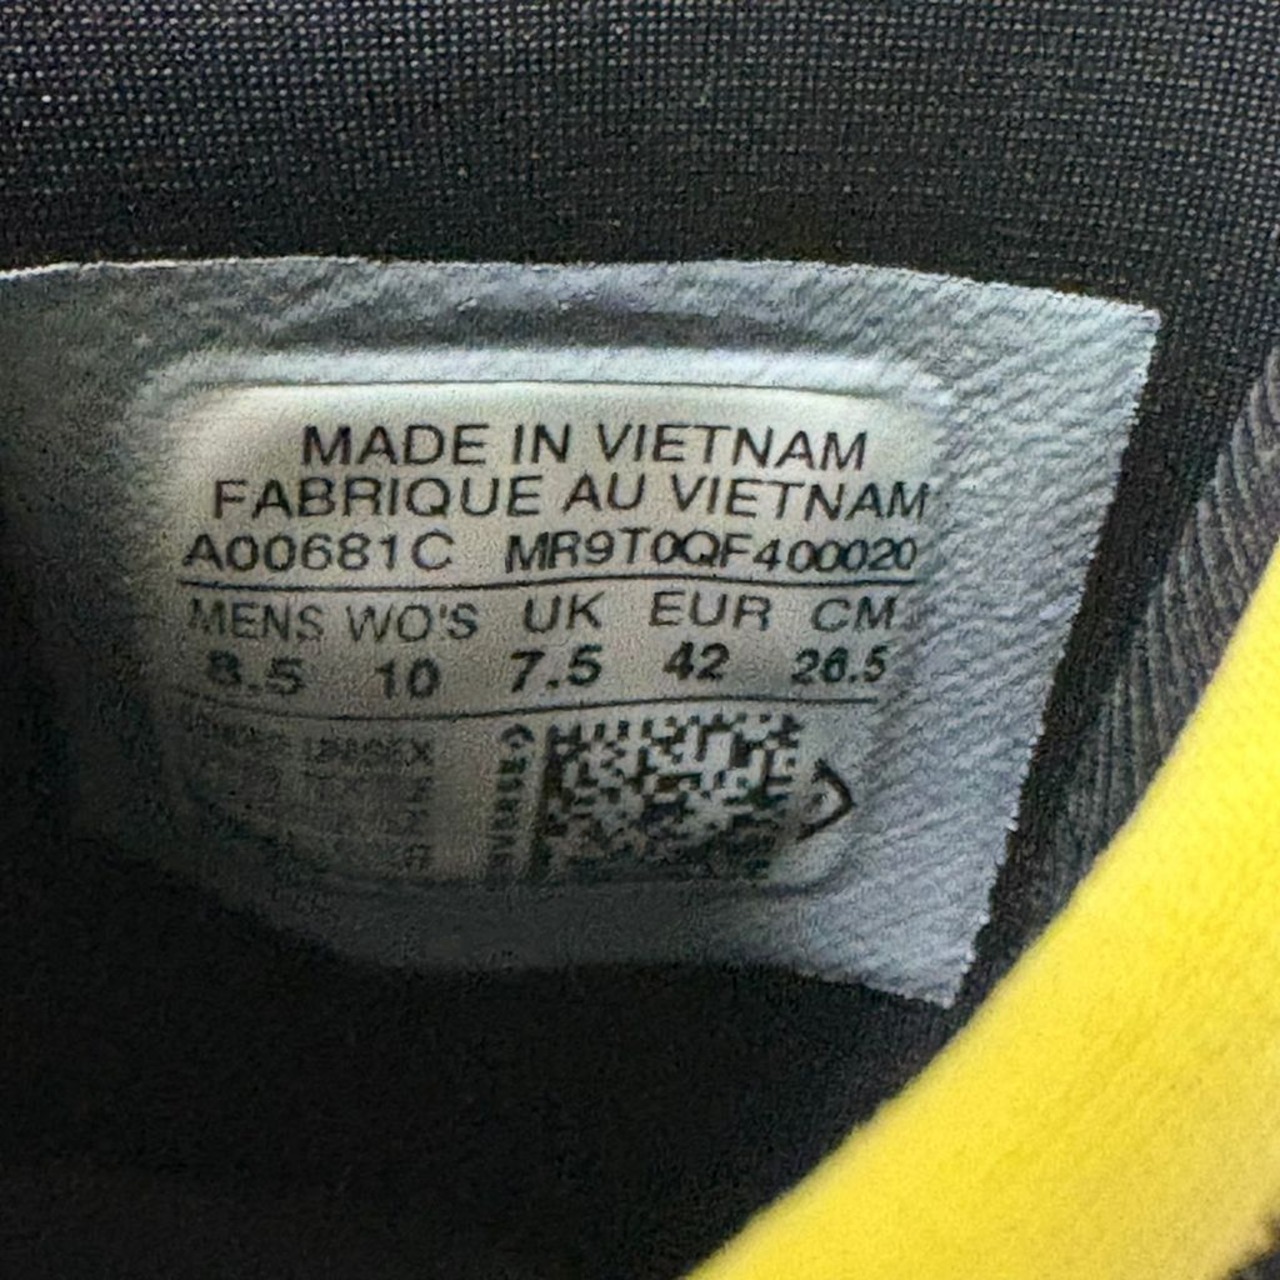 MADE IN VIETNAM
FABRIQUE AU VIETNAM
A00681C MR9T0QF400020
MENS WO'S UK EUR CM
8.5 10 7.5 42 26.5